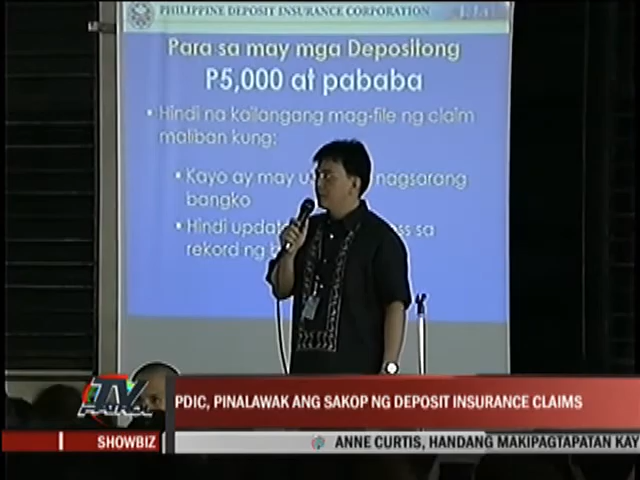 PHILIPPINE DEPOSIT INSURANCE CORPORATION
Para sa may mga Depositong
P5,000 at pababa
• Hindi na kailangang mag-file ng claim
maliban kung:
• Kayo ay may nagsarang
bangko
• Hindi sa
rekord ng
TV
PATROL
PDIC, PINALAWAK ANG SAKOP NG DEPOSIT INSURANCE CLAIMS
SHOWBIZ
ANNE CURTIS, HANDANG MAKIPAGTAPATAN KAY